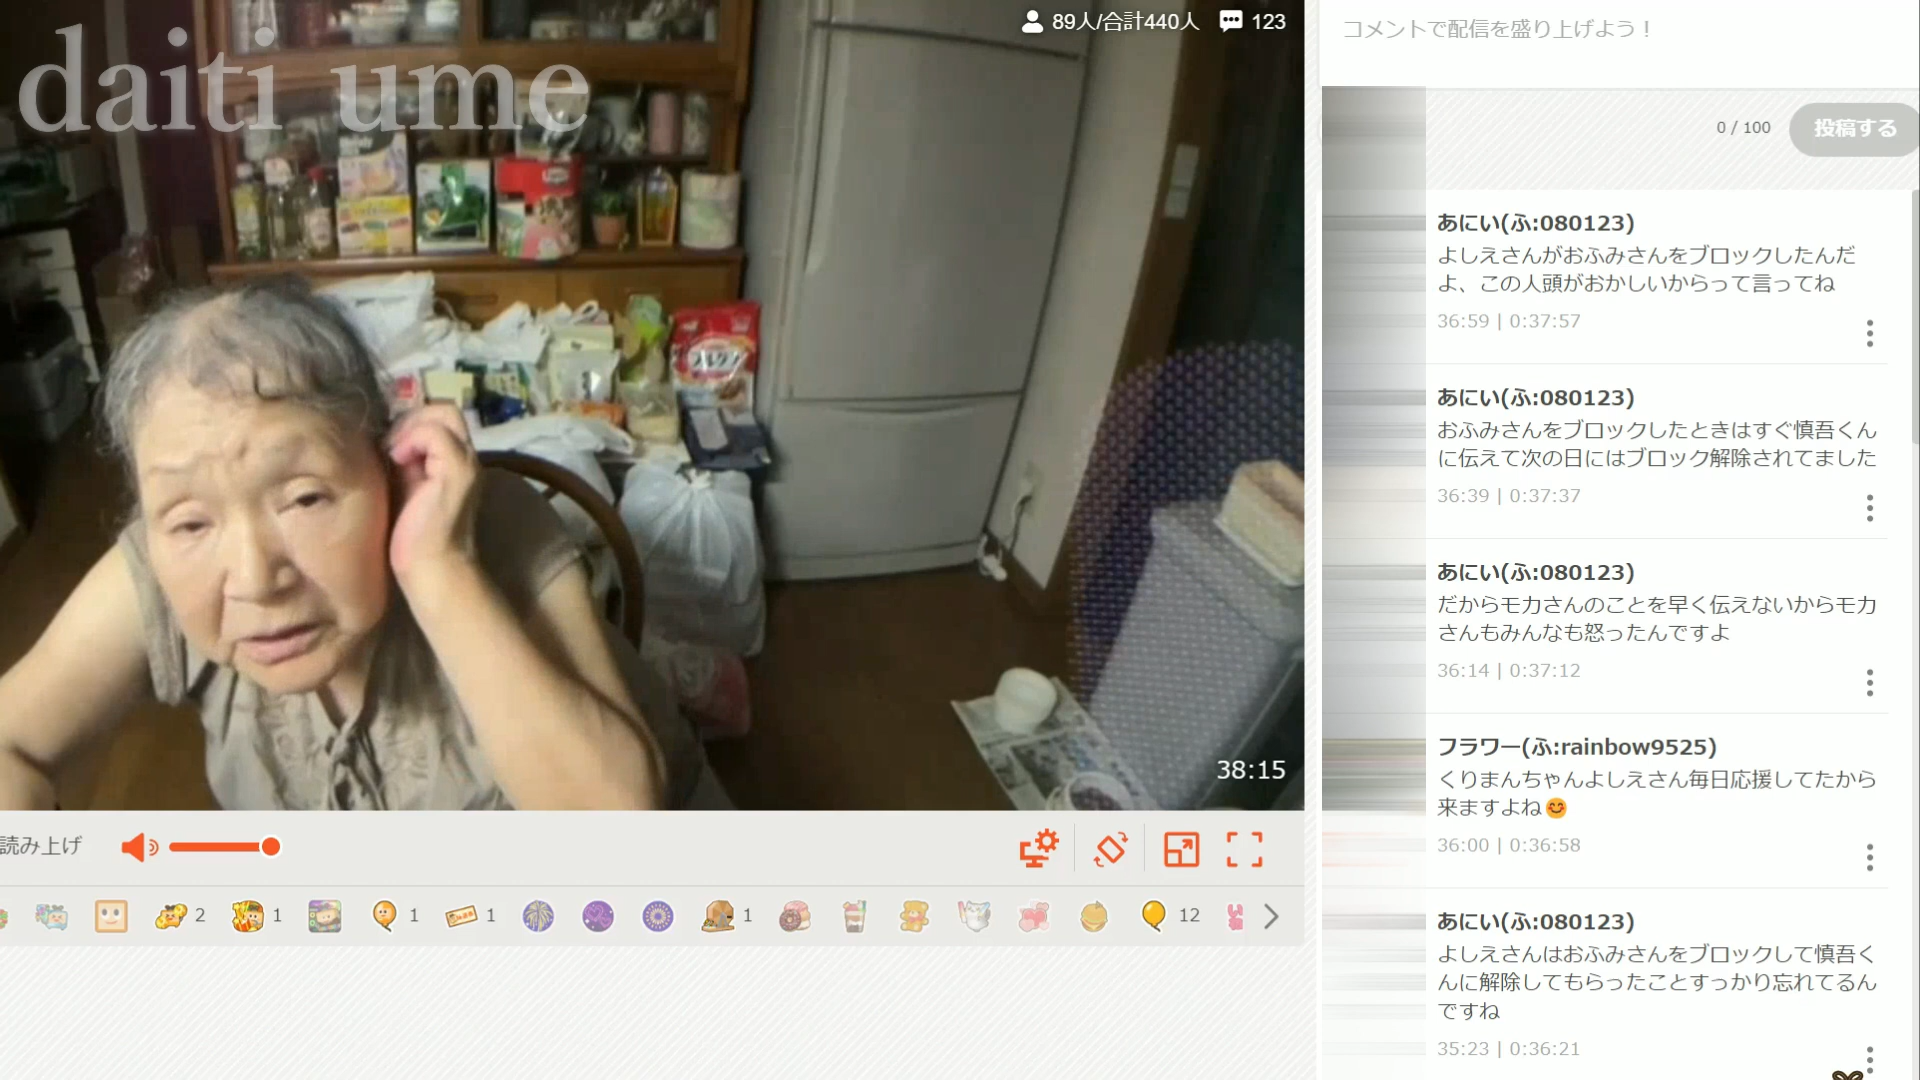 89人/合計440人 123
daiti ume
フルグラ
38:15
読み上げ
2
1
1
1
1
12
コメントで配信を盛り上げよう！
0 / 100
投稿する
あにぃ(ふ:080123)
よしえさんがおふみさんをブロックしたんだ
よ、この人頭がおかしいからって言ってね
36:59 | 0:37:57
あにぃ(ふ:080123)
おふみさんをブロックしたときはすぐ慎吾くん
に伝えて次の日にはブロック解除されてました
36:39 | 0:37:37
あにぃ(ふ:080123)
だからモカさんのことを早く伝えないからモカ
さんもみんなも怒ったんですよ
36:14 | 0:37:12
フラワー(ふ:rainbow9525)
くりまんちゃんよしえさん毎日応援してたから
来ますよね😊
36:00 | 0:36:58
あにぃ(ふ:080123)
よしえさんはおふみさんをブロックして慎吾く
んに解除してもらったことすっかり忘れてるん
ですね
35:23 | 0:36:21